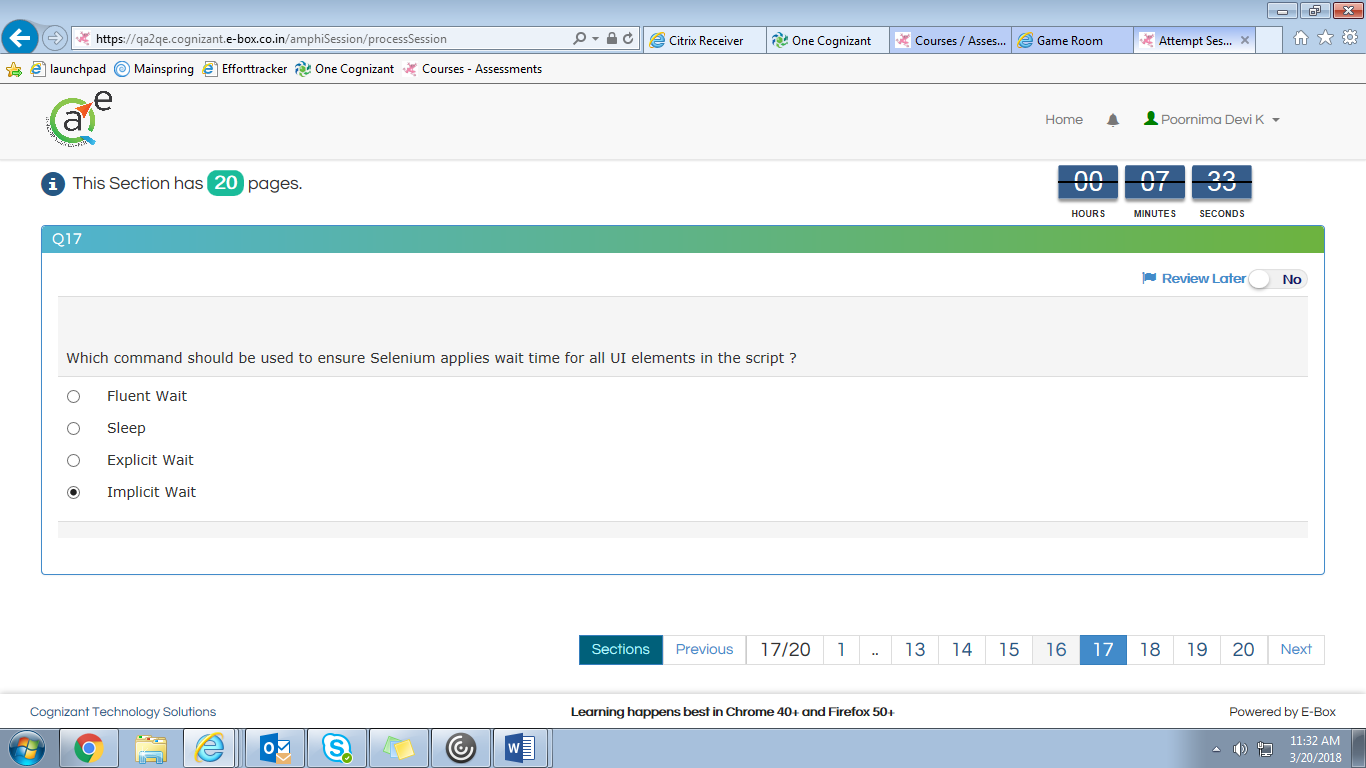 https://qa2qe.cognizant.e-box.co.in/amphiSession/processSession
Citrix Receiver
One Cognizant
Courses / Asses...
Game Room
Attempt Ses...
launchpad
Mainspring
Efforttracker
One Cognizant
Courses - Assessments
a e
Home
Poornima Devi K
This Section has 20 pages.
00 07 33
HOURS MINUTES SECONDS
Q17
Review Later No
Which command should be used to ensure Selenium applies wait time for all UI elements in the script ?
Fluent Wait
Sleep
Explicit Wait
Implicit Wait
Sections Previous 17/20 1 .. 13 14 15 16 17 18 19 20 Next
Cognizant Technology Solutions
Learning happens best in Chrome 40+ and Firefox 50+
Powered by E-Box
11:32 AM
3/20/2018